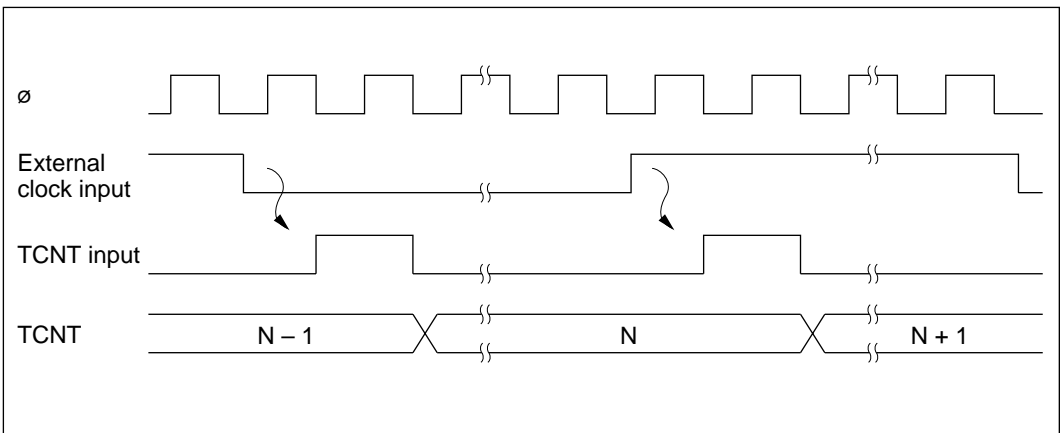 ø
External
clock input
TCNT input
TCNT
N – 1
N
N + 1